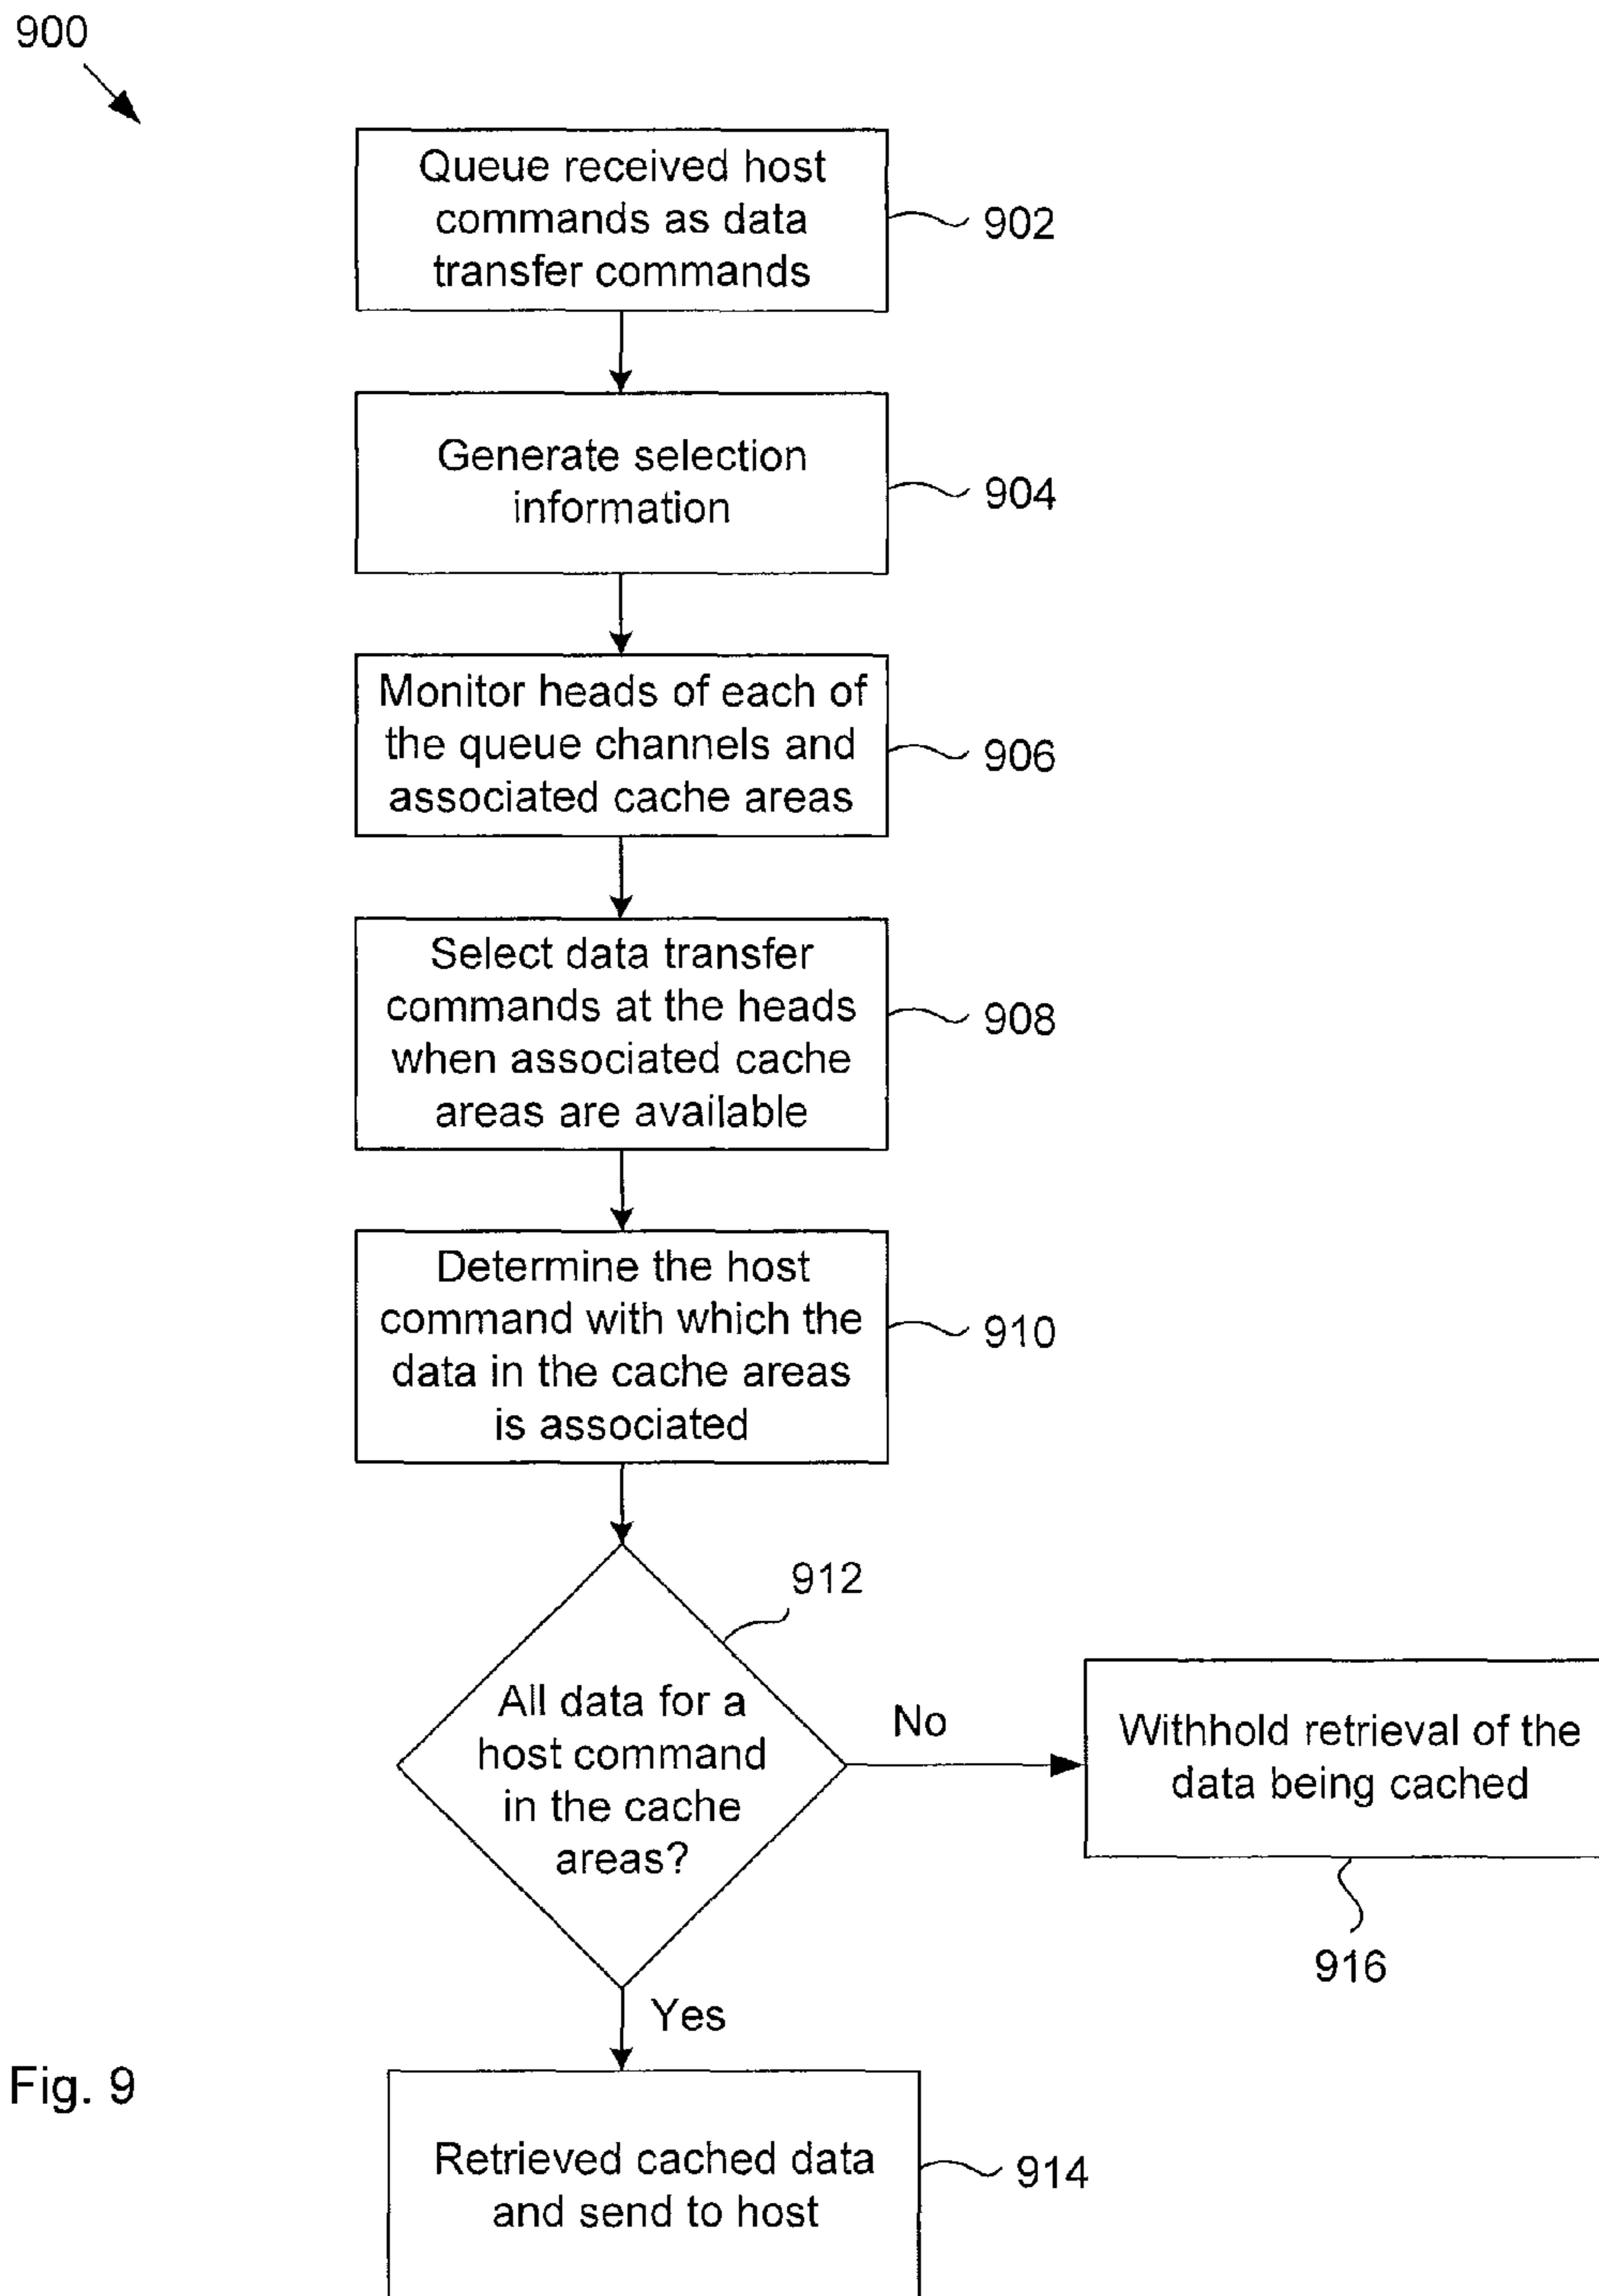 900
Queue received host
commands as data
transfer commands
902
Generate selection
information
904
Monitor heads of each of
the queue channels and
associated cache areas
906
Select data transfer
commands at the heads
when associated cache
areas are available
908
Determine the host
command with which the
data in the cache areas
is associated
910
912
All data for a
host command
in the cache
areas?
No
Withhold retrieval of the
data being cached
916
Yes
Fig. 9
Retrieved cached data
and send to host
914